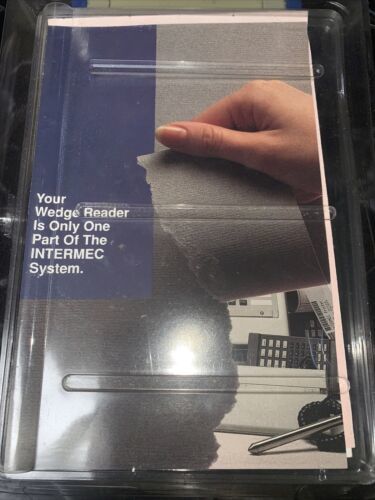 Your
Wedge Reader
Is Only One
Part Of The
INTERMEC
System.